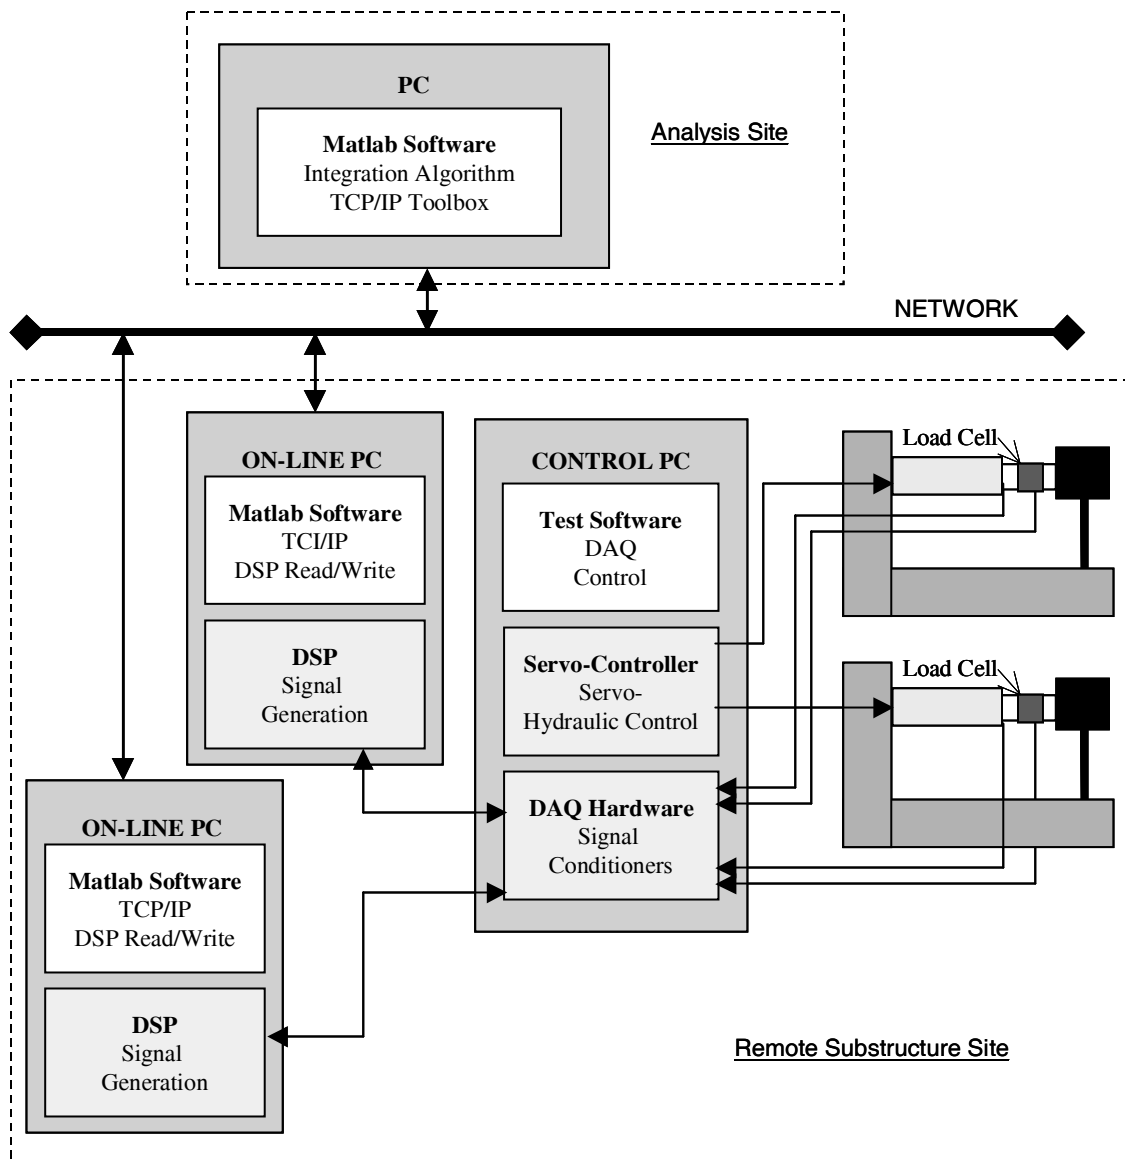 PC
Matlab Software
Integration Algorithm
TCP/IP Toolbox
Analysis Site
NETWORK
ON-LINE PC
Matlab Software
TCI/IP
DSP Read/Write
DSP
Signal
Generation
CONTROL PC
Test Software
DAQ
Control
Servo-Controller
Servo-
Hydraulic Control
DAQ Hardware
Signal
Conditioners
Load Cell
Load Cell
ON-LINE PC
Matlab Software
TCP/IP
DSP Read/Write
DSP
Signal
Generation
Remote Substructure Site